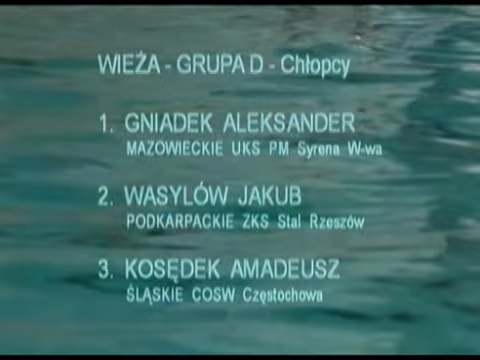 WIEŻA - GRUPA D - Chłopcy
1. GNIADEK ALEKSANDER
MAZOWIECKIE UKS PM Syrena W-wa
2. WASYLÓW JAKUB
PODKARPACKIE ZKS Stal Rzeszów
3. KOSĘDEK AMADEUSZ
ŚLĄSKIE COSW Częstochowa